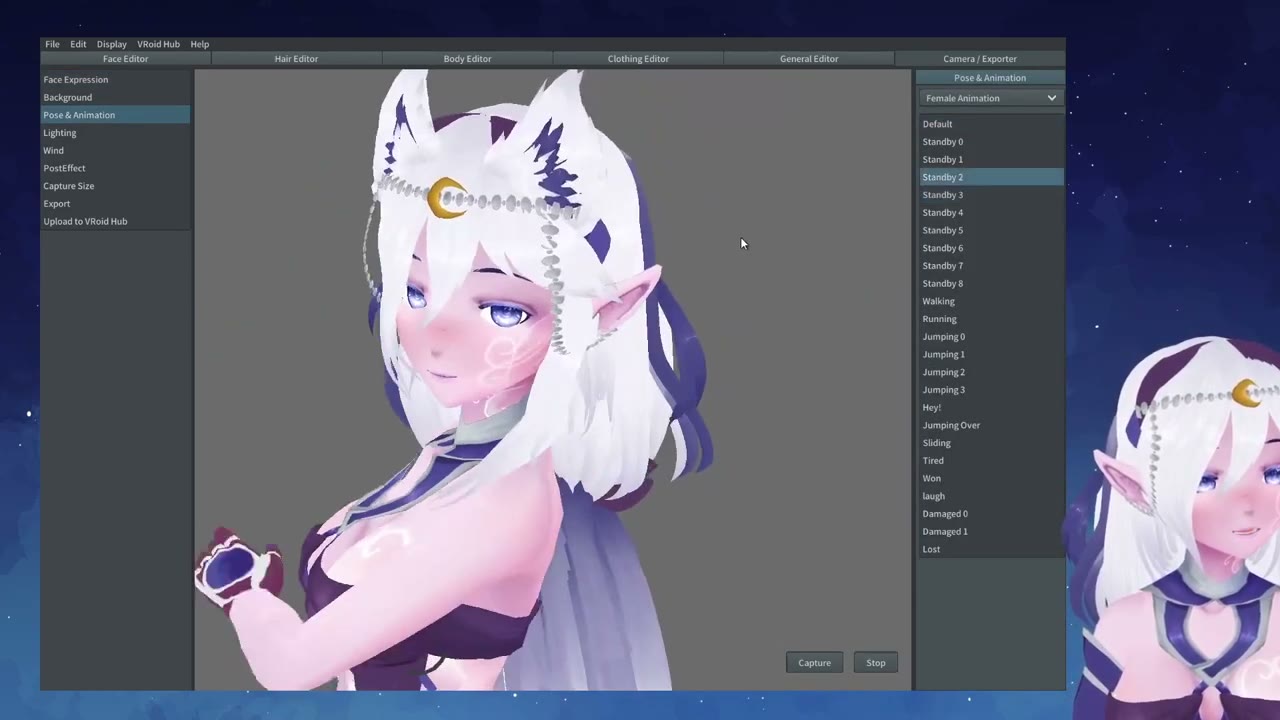 File Edit Display VRoid Hub Help
Face Editor Hair Editor Body Editor Clothing Editor General Editor Camera / Exporter
Face Expression
Background
Pose & Animation
Lighting
Wind
PostEffect
Capture Size
Export
Upload to VRoid Hub
Pose & Animation
Female Animation
Default
Standby 0
Standby 1
Standby 2
Standby 3
Standby 4
Standby 5
Standby 6
Standby 7
Standby 8
Walking
Running
Jumping 0
Jumping 1
Jumping 2
Jumping 3
Hey!
Jumping Over
Sliding
Tired
Won
laugh
Damaged 0
Damaged 1
Lost
Capture Stop